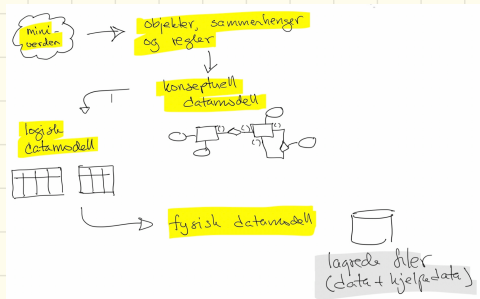 mini-
verden
objekter, sammenhenger
og regler
konseptuell
datamodell
logisk
datamodell
fysisk datamodell
lagrede filer
(data + hjelpedata)